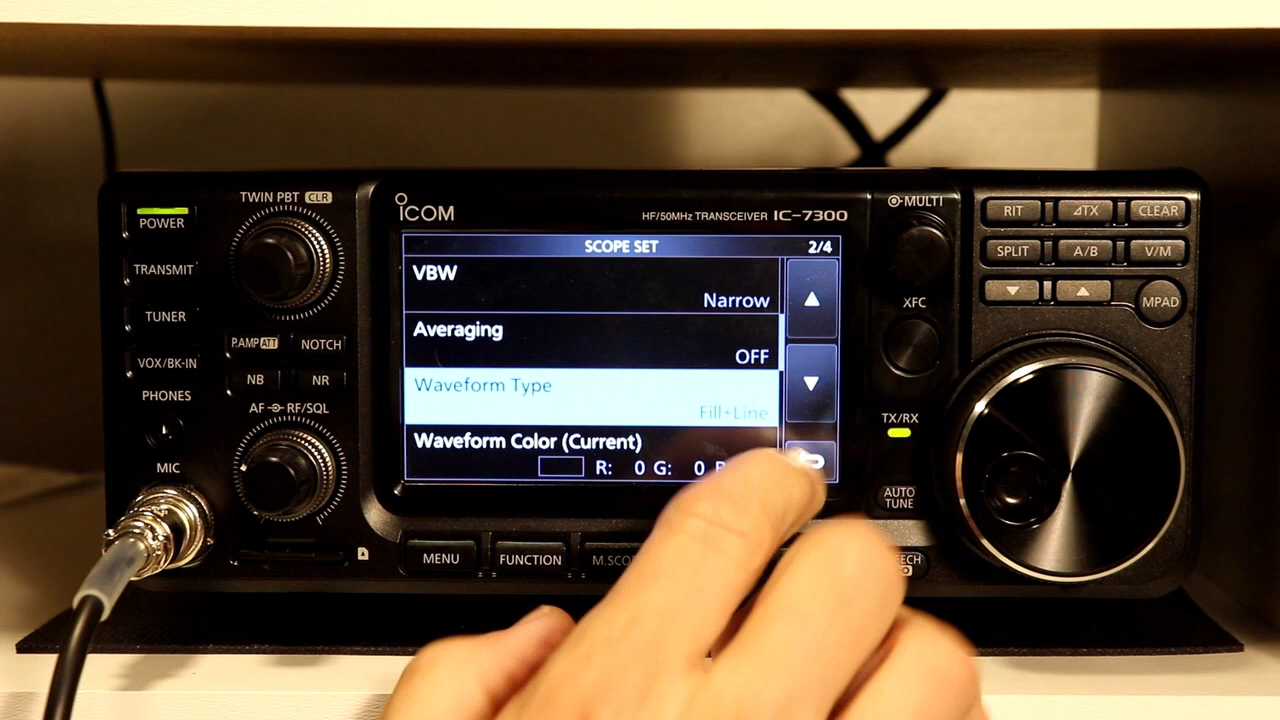 TWIN PBT CLR
POWER
TRANSMIT
TUNER
VOX/BK-IN
PHONES
MIC
P.AMP ATT
NOTCH
NB
NR
AF RF/SQL
ICOM
HF/50MHz TRANSCEIVER IC-7300
SCOPE SET 2/4
VBW
Narrow
Averaging
OFF
Waveform Type
Fill+Line
Waveform Color (Current)
R: 0 G: 0
MENU
FUNCTION
MULTI
XFC
TX/RX
AUTO
TUNE
RIT
⊿TX
CLEAR
SPLIT
A/B
V/M
▼
▲
MPAD